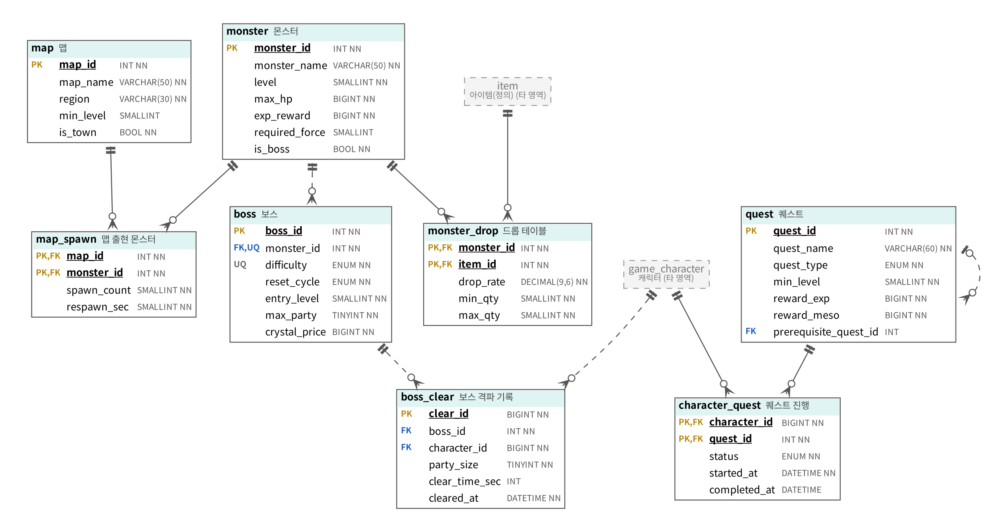 map 맵
PK map_id INT NN
map_name VARCHAR(50) NN
region VARCHAR(30) NN
min_level SMALLINT
is_town BOOL NN
monster 몬스터
PK monster_id INT NN
monster_name VARCHAR(50) NN
level SMALLINT NN
max_hp BIGINT NN
exp_reward BIGINT NN
required_force SMALLINT
is_boss BOOL NN
item
아이템(정의) (타 영역)
map_spawn 맵 출현 몬스터
PK,FK map_id INT NN
PK,FK monster_id INT NN
spawn_count SMALLINT NN
respawn_sec SMALLINT NN
boss 보스
PK boss_id INT NN
FK,UQ monster_id INT NN
UQ difficulty ENUM NN
reset_cycle ENUM NN
entry_level SMALLINT NN
max_party TINYINT NN
crystal_price BIGINT NN
monster_drop 드롭 테이블
PK,FK monster_id INT NN
PK,FK item_id INT NN
drop_rate DECIMAL(9,6) NN
min_qty SMALLINT NN
max_qty SMALLINT NN
game_character
캐릭터 (타 영역)
quest 퀘스트
PK quest_id INT NN
quest_name VARCHAR(60) NN
quest_type ENUM NN
min_level SMALLINT NN
reward_exp BIGINT NN
reward_meso BIGINT NN
FK prerequisite_quest_id INT
boss_clear 보스 격파 기록
PK clear_id BIGINT NN
FK boss_id INT NN
FK character_id BIGINT NN
party_size TINYINT NN
clear_time_sec INT
cleared_at DATETIME NN
character_quest 퀘스트 진행
PK,FK character_id BIGINT NN
PK,FK quest_id INT NN
status ENUM NN
started_at DATETIME NN
completed_at DATETIME